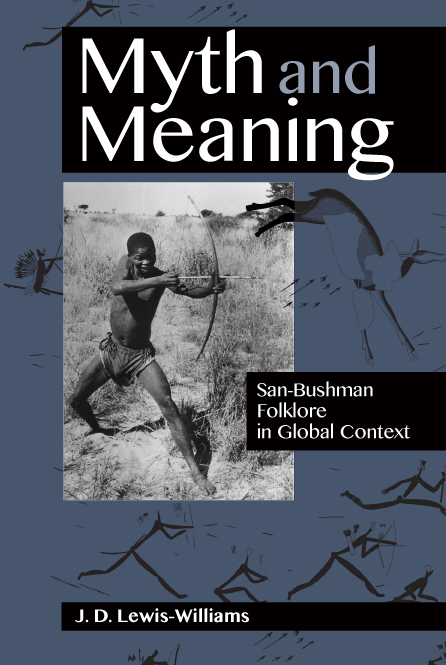 Myth and
Meaning
San-Bushman
Folklore
in Global Context
J. D. Lewis-Williams